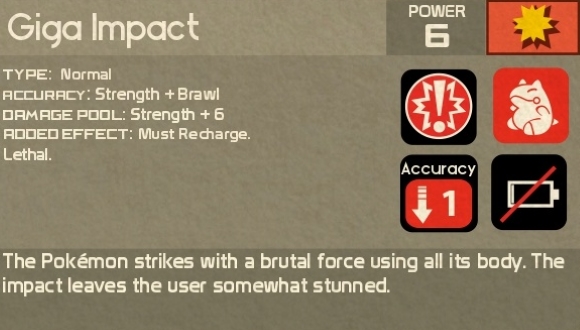 Giga Impact
POWER
6
TYPE: Normal
ACCURACY: Strength + Brawl
DAMAGE POOL: Strength + 6
ADDED EFFECT: Must Recharge.
Lethal.
Accuracy
1
The Pokémon strikes with a brutal force using all its body. The
impact leaves the user somewhat stunned.